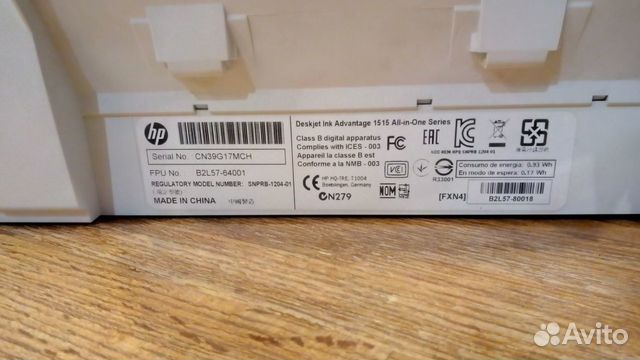 hp
Serial No. CN39G17MCH
FPU No. B2L57-64001
REGULATORY MODEL NUMBER: SNPRB-1204-01
MADE IN CHINA
Deskjet Ink Advantage 1515 All-in-One Series
Class B digital apparatus
Complies with ICES - 003
Appareil de la classe B est
Conforme a la NMB - 003
FC
EAC
VCCI
R33001
HP HQ-TRE, 71004
Boeblingen, Germany
N279
NOM
Consumo de energía: 0,93 Wh
En modo de espera: 0,17 Wh
[FXN4]
B2L57-80018
Avito